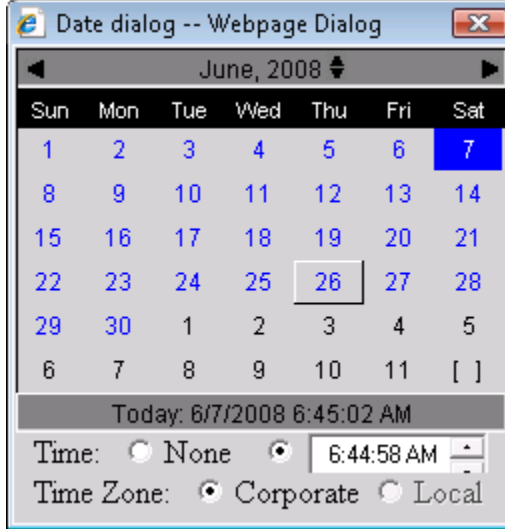 Date dialog -- Webpage Dialog
June, 2008
Sun Mon Tue Wed Thu Fri Sat
1 2 3 4 5 6 7
8 9 10 11 12 13 14
15 16 17 18 19 20 21
22 23 24 25 26 27 28
29 30 1 2 3 4 5
6 7 8 9 10 11 [ ]
Today: 6/7/2008 6:45:02 AM
Time: None 6:44:58 AM
Time Zone: Corporate Local